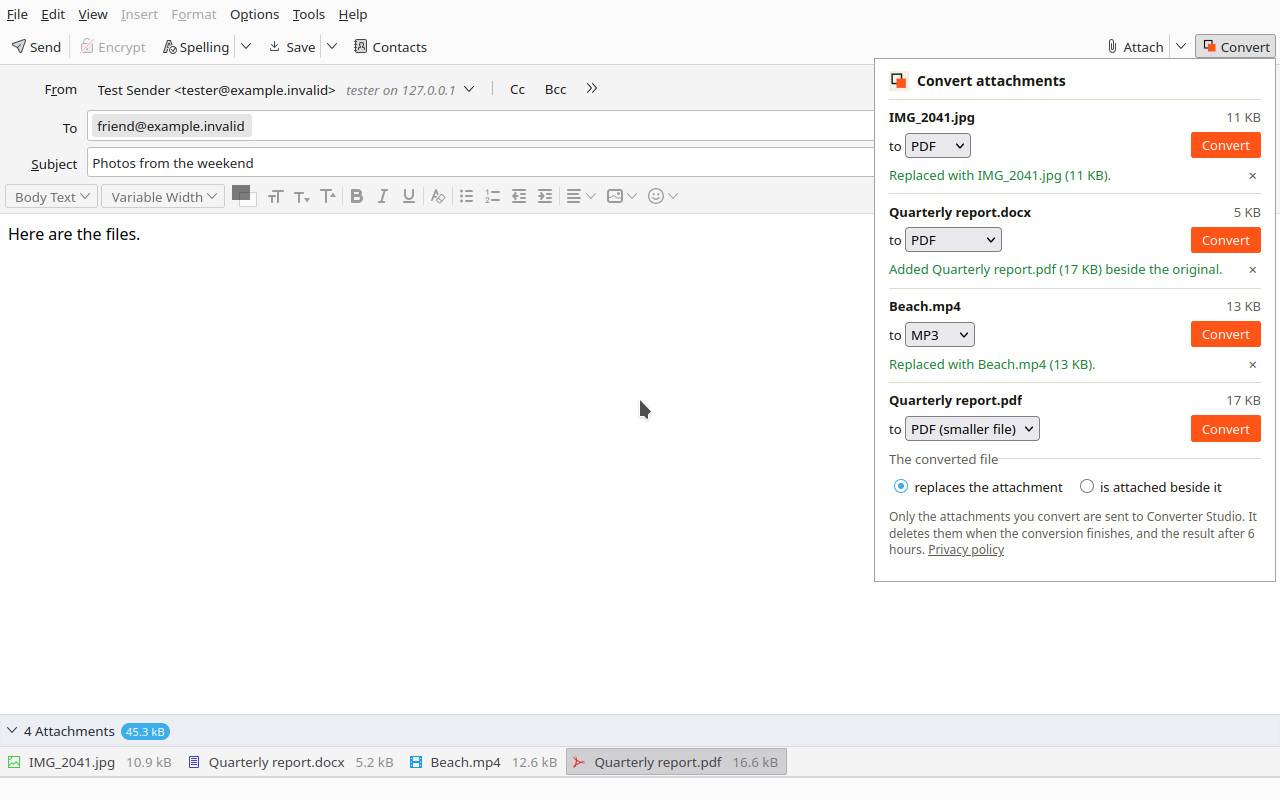 File Edit View Insert Format Options Tools Help
Send Encrypt Spelling Save Contacts Attach Convert
From Test Sender <tester@example.invalid> tester on 127.0.0.1 Cc Bcc
To friend@example.invalid
Subject Photos from the weekend
Body Text Variable Width
Here are the files.
Convert attachments
IMG_2041.jpg 11 KB
to PDF Convert
Replaced with IMG_2041.jpg (11 KB). ×
Quarterly report.docx 5 KB
to PDF Convert
Added Quarterly report.pdf (17 KB) beside the original. ×
Beach.mp4 13 KB
to MP3 Convert
Replaced with Beach.mp4 (13 KB). ×
Quarterly report.pdf 17 KB
to PDF (smaller file) Convert
The converted file
replaces the attachment is attached beside it
Only the attachments you convert are sent to Converter Studio. It
deletes them when the conversion finishes, and the result after 6
hours. Privacy policy
4 Attachments 45.3 kB
IMG_2041.jpg 10.9 kB Quarterly report.docx 5.2 kB Beach.mp4 12.6 kB Quarterly report.pdf 16.6 kB